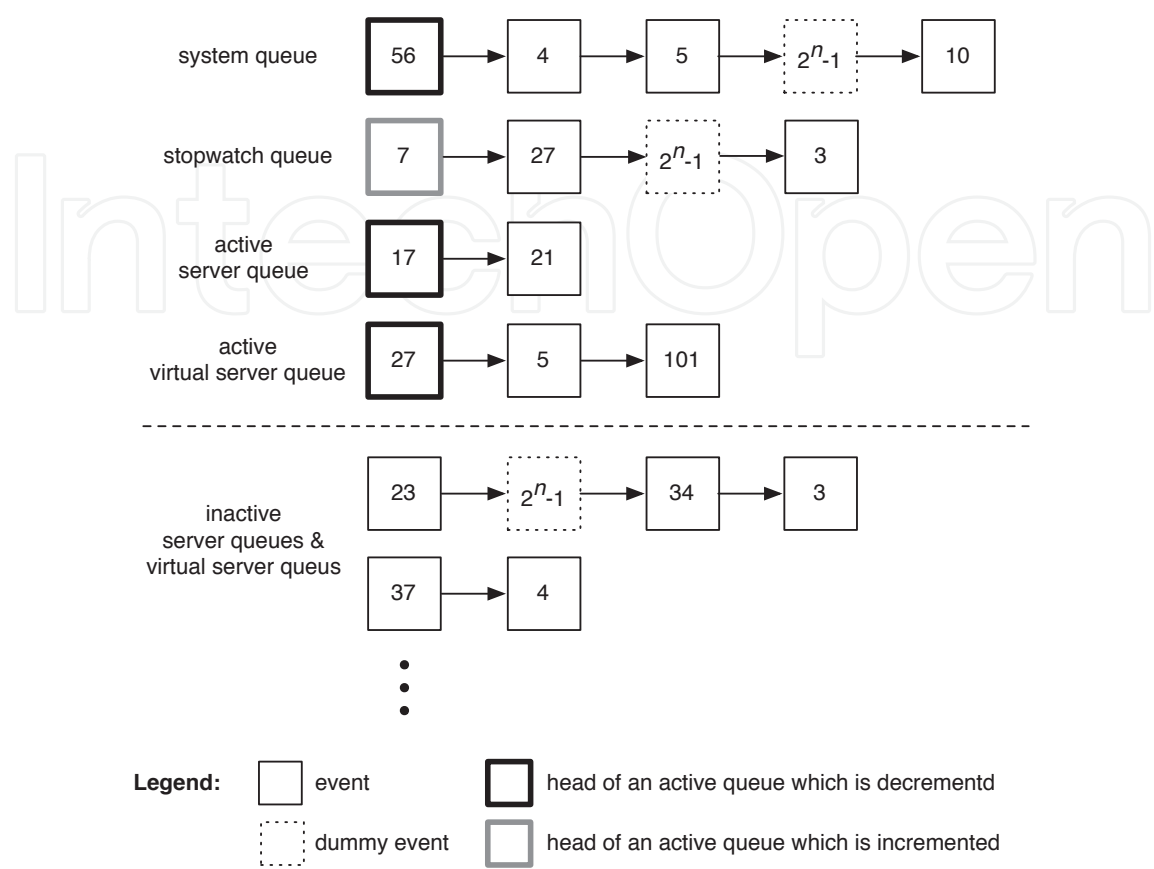 system queue 56 4 5 2^n-1 10
stopwatch queue 7 27 2^n-1 3
active
server queue 17 21
active
virtual server queue 27 5 101
23 2^n-1 34 3
inactive
server queues &
virtual server queus
37 4
Legend: event head of an active queue which is decrementd
dummy event head of an active queue which is incremented
IntechOpen